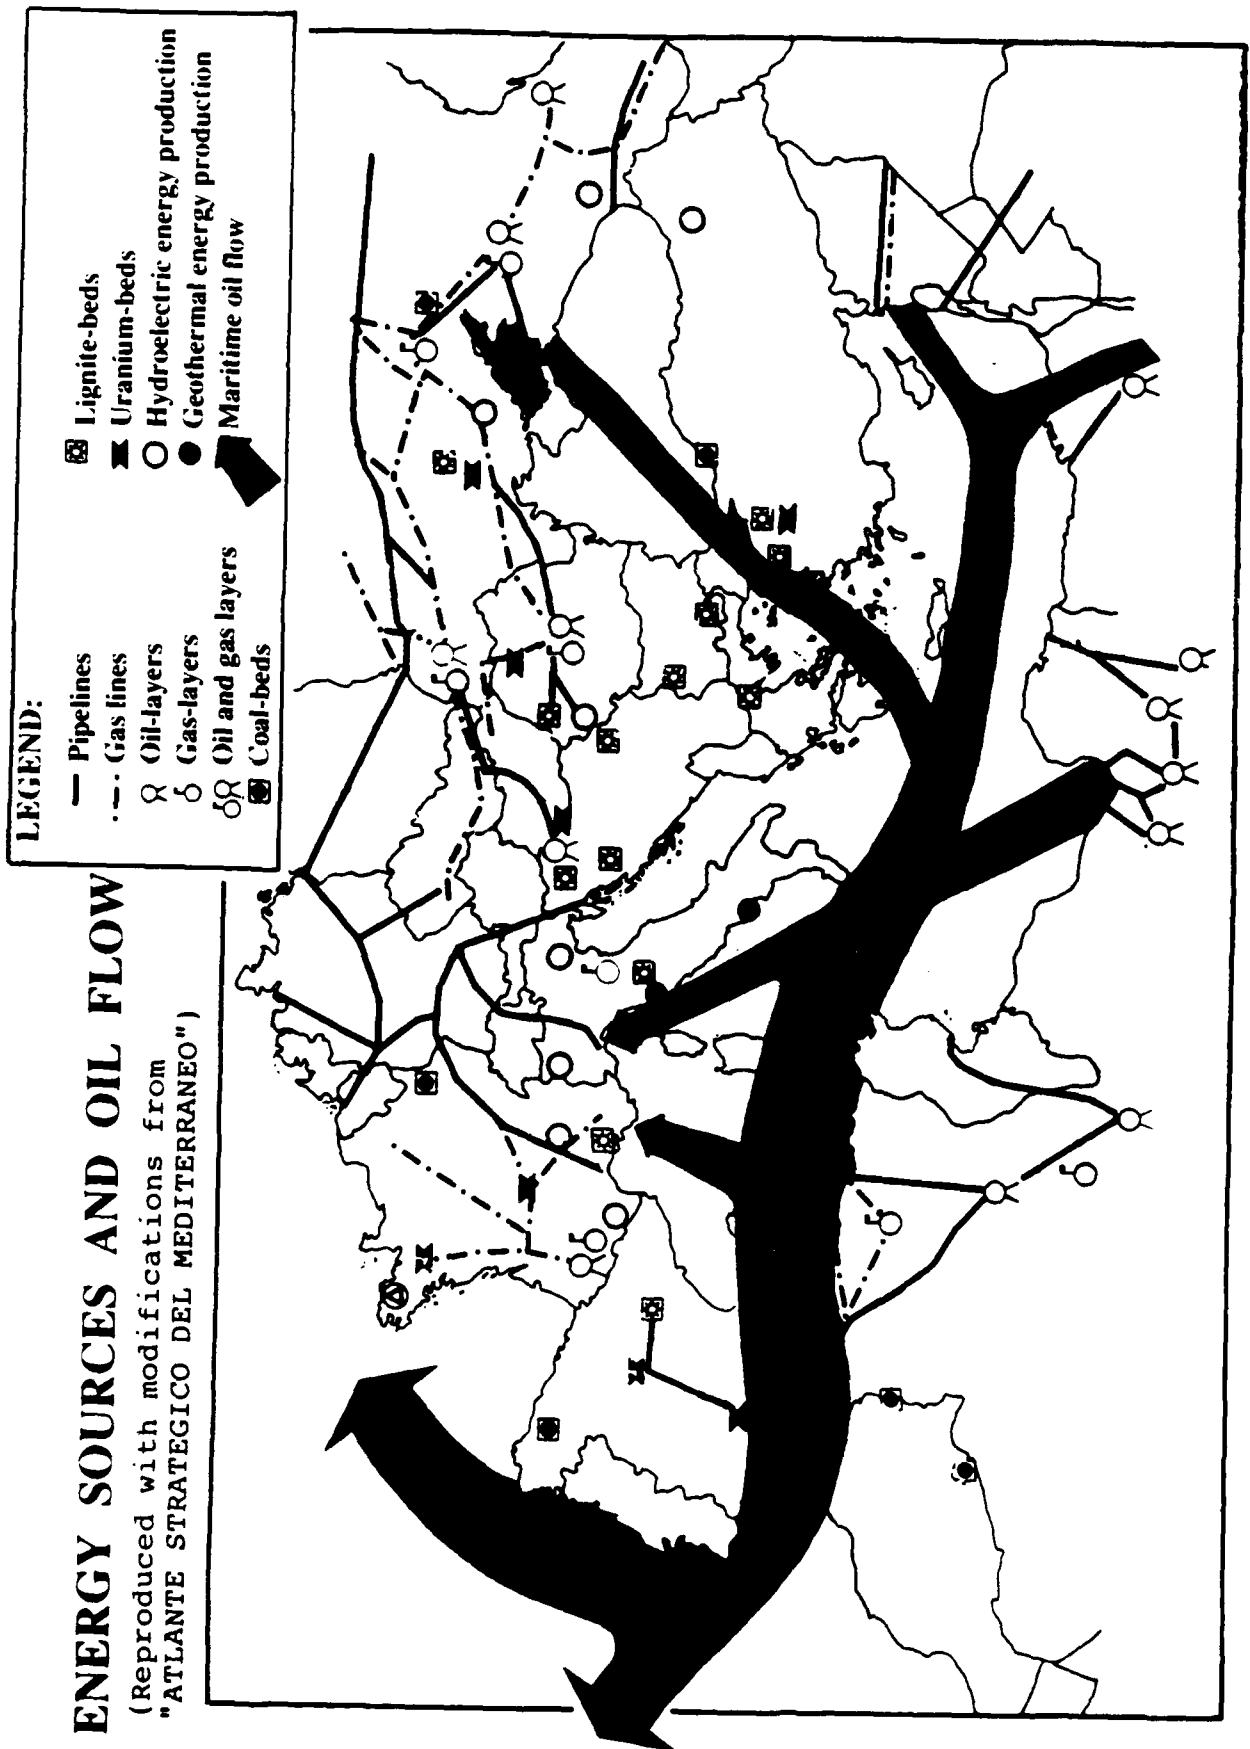 ENERGY SOURCES AND OIL FLOW
(Reproduced with modifications from
"ATLANTE STRATEGICO DEL MEDITERRANEO")
LEGEND:
Pipelines
Gas lines
Oil-layers
Gas-layers
Oil and gas layers
Coal-beds
Lignite-beds
Uranium-beds
Hydroelectric energy production
Geothermal energy production
Maritime oil flow